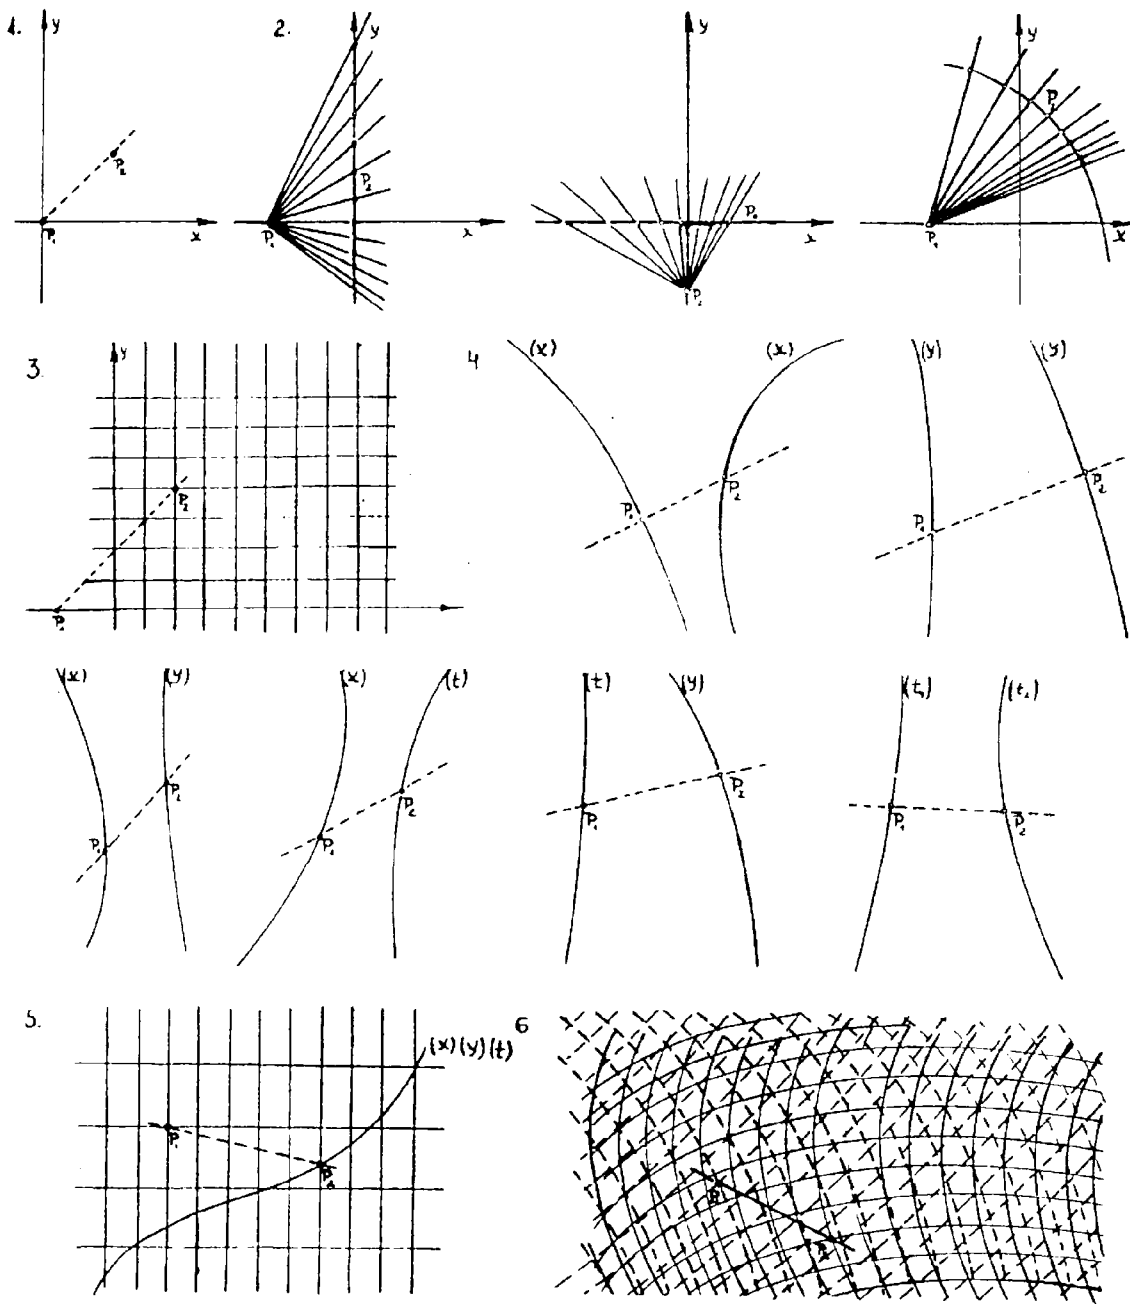 1. y
P₂
P₁
x
2. y
P₂
P₁
x
y
x
P₁
y
P₁
x
3. y
P₂
P₁
4
(x)
(x)
P₁
P₂
(y)
(y)
P₁
P₂
(x)
(y)
P₁
P₂
(x)
(t)
P₁
P₂
(t)
(y)
P₁
P₂
(t₁)
(t₂)
P₁
P₂
5.
(x)(y)(t)
P₁
P₂
6